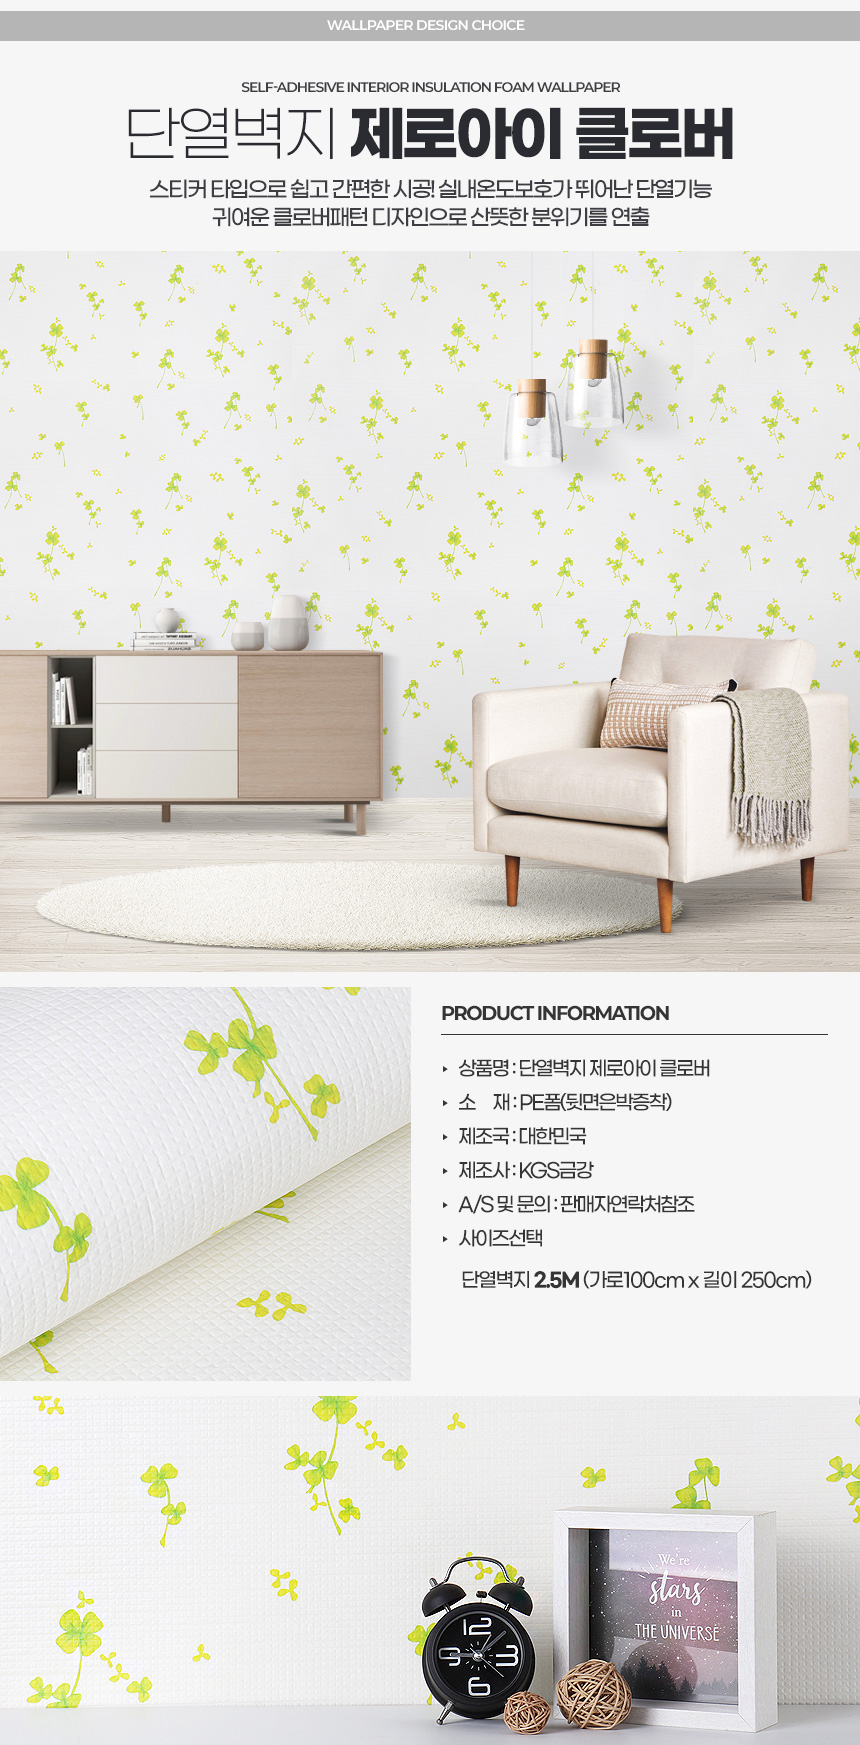 WALLPAPER DESIGN CHOICE
SELF-ADHESIVE INTERIOR INSULATION FOAM WALLPAPER
단열벽지 제로아이 클로버
스티커 타입으로 쉽고 간편한 시공! 실내온도보호가 뛰어난 단열기능
귀여운 클로버패턴 디자인으로 산뜻한 분위기를 연출
PRODUCT INFORMATION
상품명 : 단열벽지 제로아이 클로버
소 재 : PE폼(뒷면은박증착)
제조국 : 대한민국
제조사 : KGS금강
A/S 및 문의 : 판매자연락처참조
사이즈선택
단열벽지 2.5M (가로100cm x 길이 250cm)
12
9
3
6
We're
stars
in
THE UNIVERSE